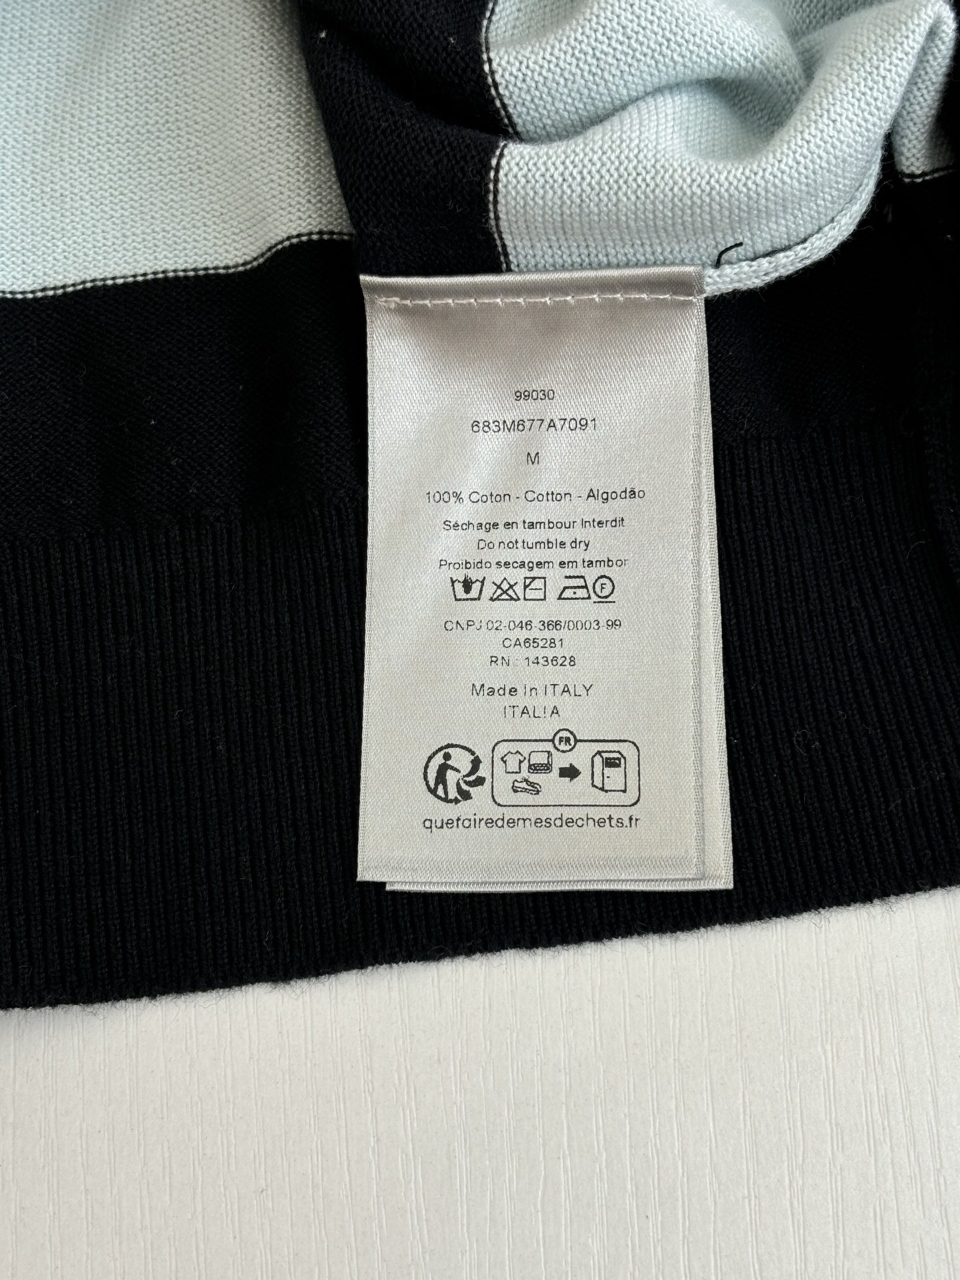 99030
683M677A7091
M
100% Coton - Cotton - Algodão
Séchage en tambour Interdit
Do not tumble dry
Proibido secagem em tambor
F
CNPJ 02-046-366/0003-99
CA65281
RN : 143628
Made in ITALY
ITALIA
FR
quefairedemesdechets.fr